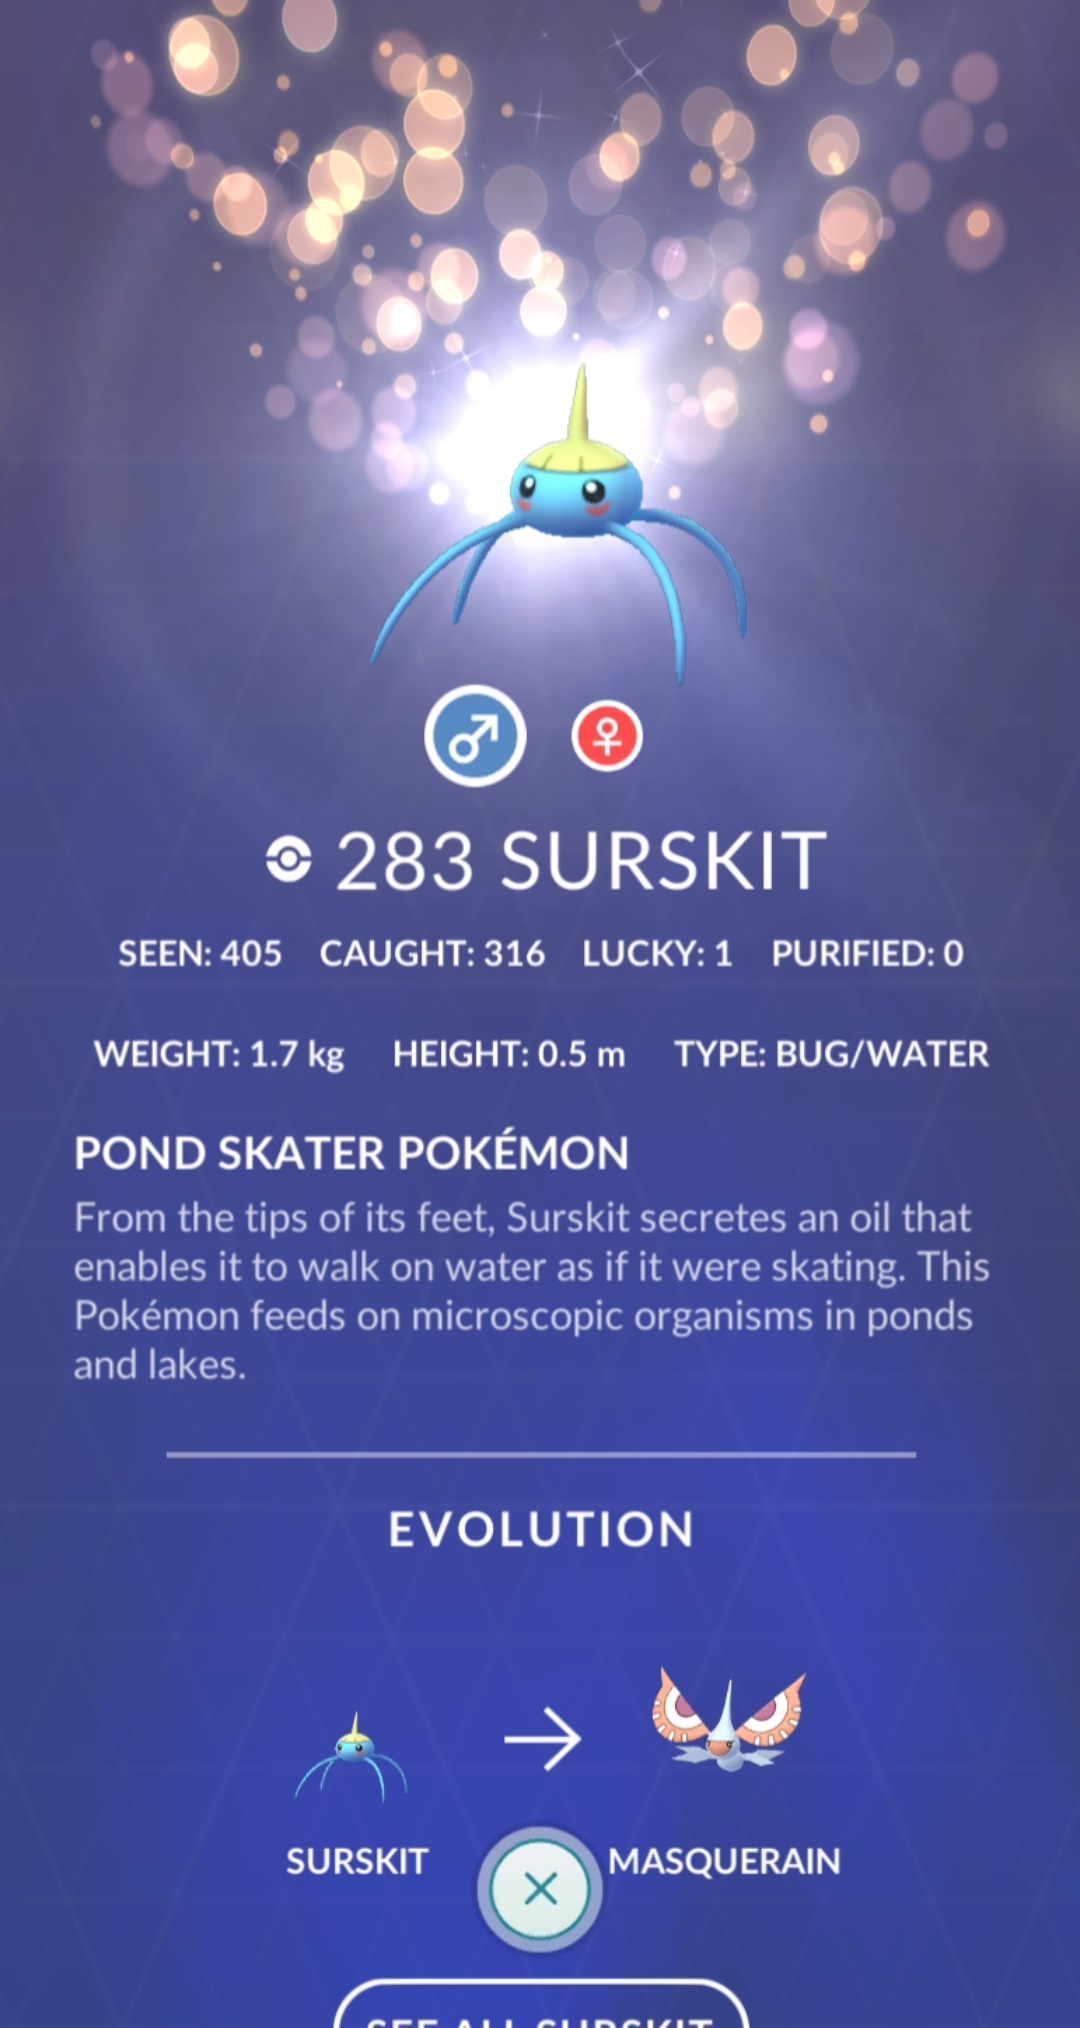 283 SURSKIT
SEEN: 405 CAUGHT: 316 LUCKY: 1 PURIFIED: 0
WEIGHT: 1.7 kg HEIGHT: 0.5 m TYPE: BUG/WATER
POND SKATER POKÉMON
From the tips of its feet, Surskit secretes an oil that
enables it to walk on water as if it were skating. This
Pokémon feeds on microscopic organisms in ponds
and lakes.
EVOLUTION
SURSKIT MASQUERAIN
SEE ALL SURSKIT